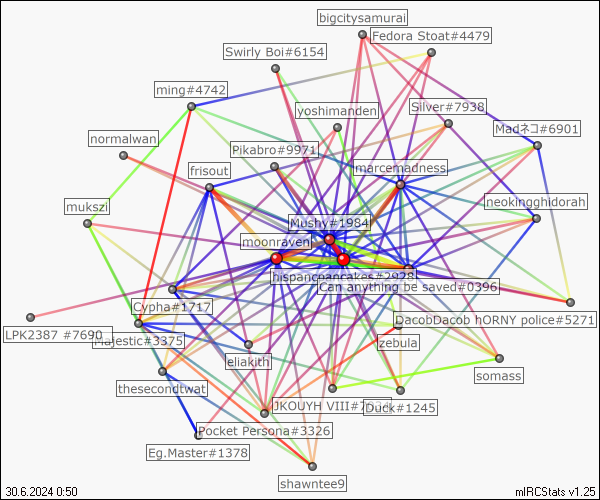 bigcitysamurai
Fedora Stoat#4479
Swirly Boi#6154
ming#4742
yoshimanden
Silver#7938
Madネコ#6901
normalwan
Pikabro#9971
marcemadness
frisout
mukszi
neokingghidorah
Mushy#1984
moonraven
hispanicpancakes#2928
Can anything be saved#0396
Cypha#1717
DacobDacob hORNY police#5271
LPK2387 #7690
Majestic#3375
zebula
eliakith
somass
thesecondtwat
JKOUYH VIII#7
Duck#1245
Pocket Persona#3326
Eg.Master#1378
shawntee9
30.6.2024 0:50
mIRCStats v1.25